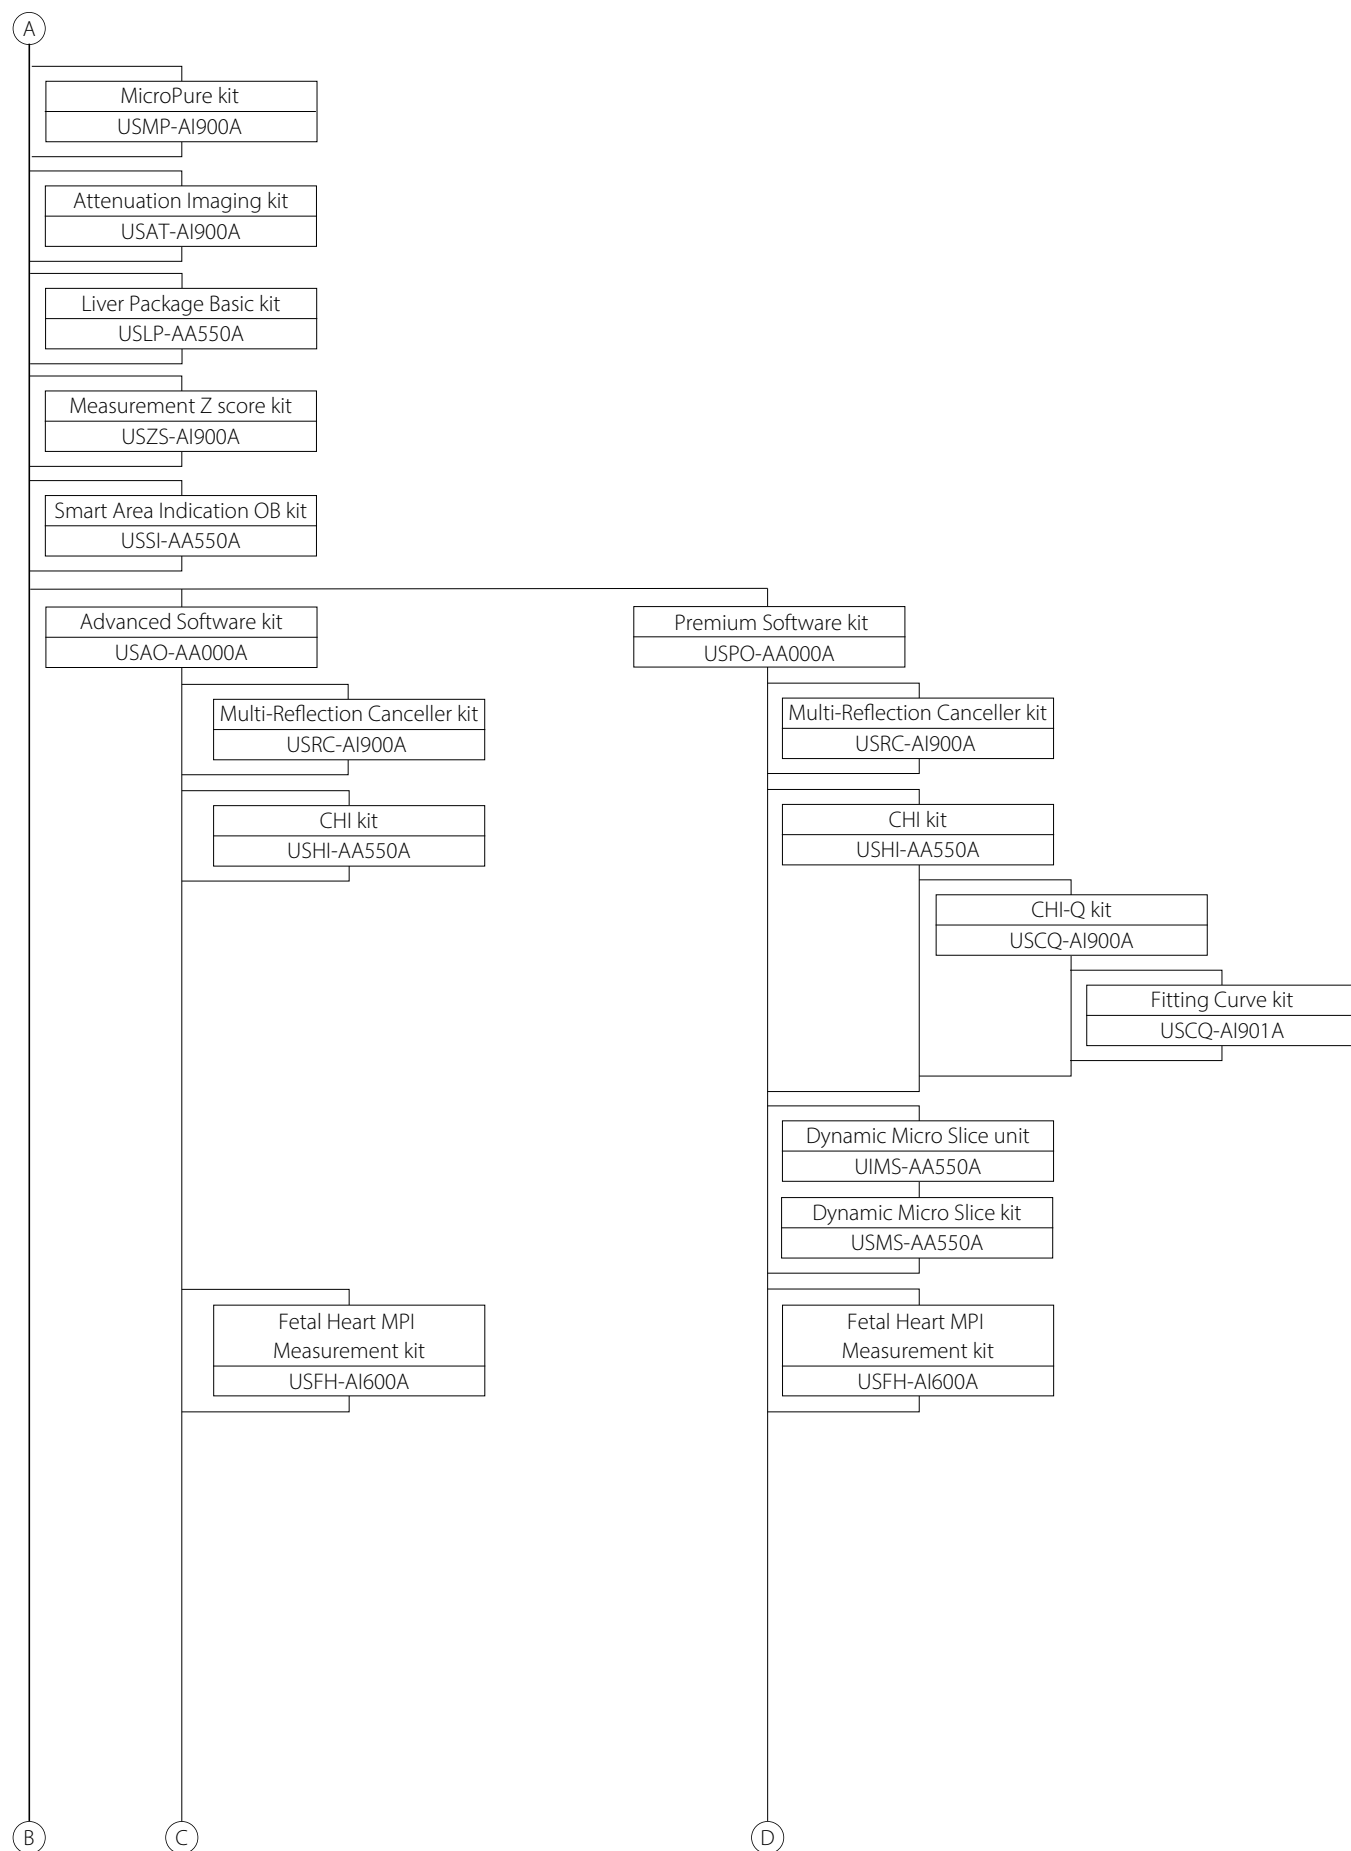 A
MicroPure kit
USMP-AI900A
Attenuation Imaging kit
USAT-AI900A
Liver Package Basic kit
USLP-AA550A
Measurement Z score kit
USZS-AI900A
Smart Area Indication OB kit
USSI-AA550A
Advanced Software kit
USAO-AA000A
Premium Software kit
USPO-AA000A
Multi-Reflection Canceller kit
USRC-AI900A
Multi-Reflection Canceller kit
USRC-AI900A
CHI kit
USHI-AA550A
CHI kit
USHI-AA550A
CHI-Q kit
USCQ-AI900A
Fitting Curve kit
USCQ-AI901A
Dynamic Micro Slice unit
UIMS-AA550A
Dynamic Micro Slice kit
USMS-AA550A
Fetal Heart MPI
Measurement kit
USFH-AI600A
Fetal Heart MPI
Measurement kit
USFH-AI600A
B
C
D